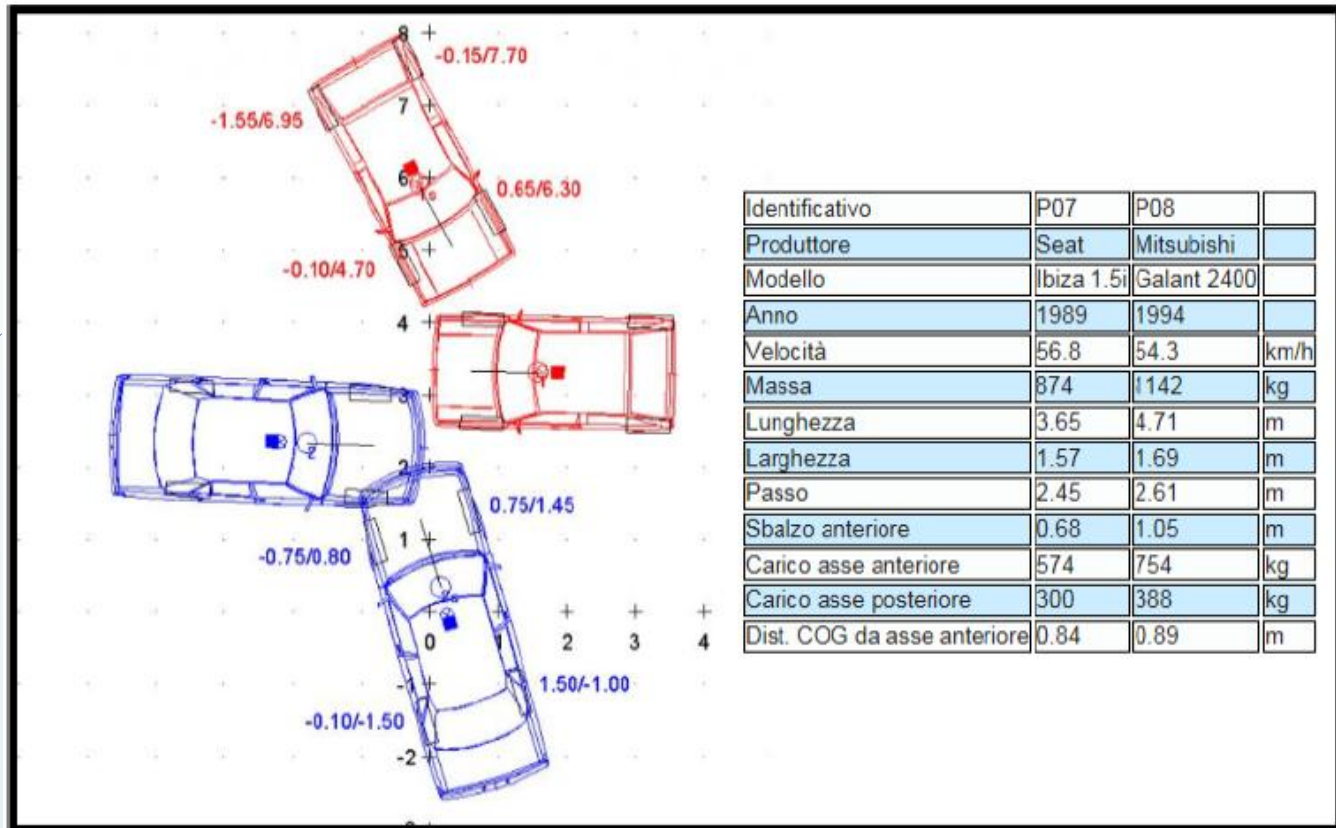 8
-0.15/7.70
7
-1.55/6.95
6
0.65/6.30
5
-0.10/4.70
4
3
2
0.75/1.45
1
-0.75/0.80
0 1 2 3 4
-1
1.50/-1.00
-0.10/-1.50
-2
Identificativo P07 P08
Produttore Seat Mitsubishi
Modello Ibiza 1.5i Galant 2400
Anno 1989 1994
Velocità 56.8 54.3 km/h
Massa 874 1142 kg
Lunghezza 3.65 4.71 m
Larghezza 1.57 1.69 m
Passo 2.45 2.61 m
Sbalzo anteriore 0.68 1.05 m
Carico asse anteriore 574 754 kg
Carico asse posteriore 300 388 kg
Dist. COG da asse anteriore 0.84 0.89 m